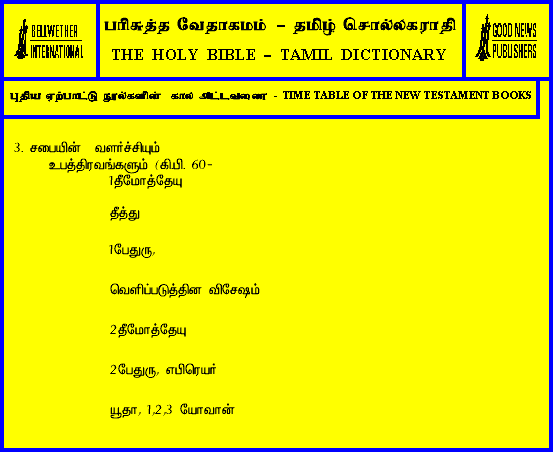 BELLWETHER
INTERNATIONAL
பரிசுத்த வேதாகமம் – தமிழ் சொல்லகராதி
THE HOLY BIBLE – TAMIL DICTIONARY
GOOD NEWS
PUBLISHERS
புதிய ஏற்பாட்டு நூல்களின் கால அட்டவணை - TIME TABLE OF THE NEW TESTAMENT BOOKS
3. சபையின் வளர்ச்சியும்
உபத்திரவங்களும் (கி.பி. 60-
1தீமோத்தேயு
தீத்து
1பேதுரு,
வெளிப்படுத்தின விசேஷம்
2தீமோத்தேயு
2பேதுரு, எபிரெயர்
யூதா, 1,2,3 யோவான்